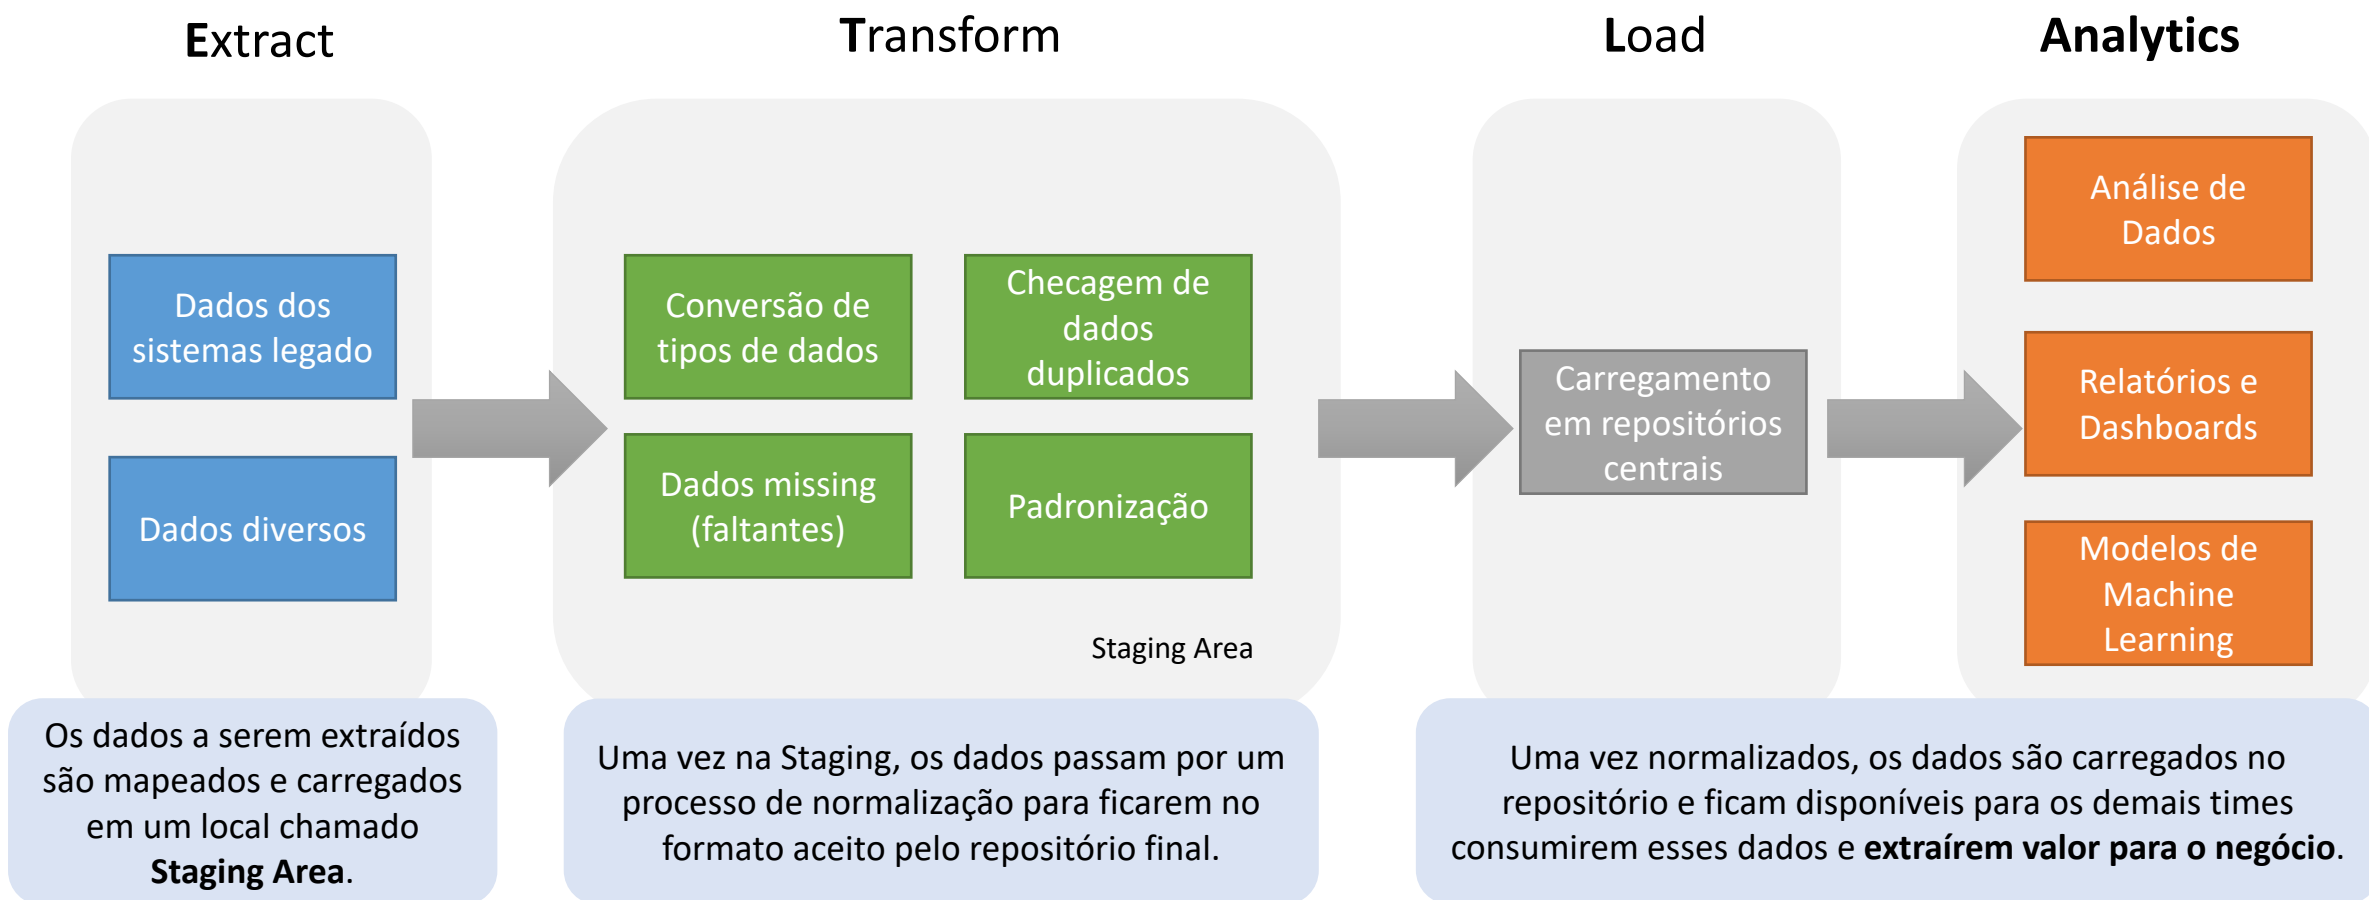 Extract
Transform
Load
Analytics
Dados dos
sistemas legado
Dados diversos
Conversão de
tipos de dados
Checagem de
dados
duplicados
Dados missing
(faltantes)
Padronização
Staging Area
Carregamento
em repositórios
centrais
Análise de
Dados
Relatórios e
Dashboards
Modelos de
Machine
Learning
Os dados a serem extraídos
são mapeados e carregados
em um local chamado
Staging Area.
Uma vez na Staging, os dados passam por um
processo de normalização para ficarem no
formato aceito pelo repositório final.
Uma vez normalizados, os dados são carregados no
repositório e ficam disponíveis para os demais times
consumirem esses dados e extraírem valor para o negócio.